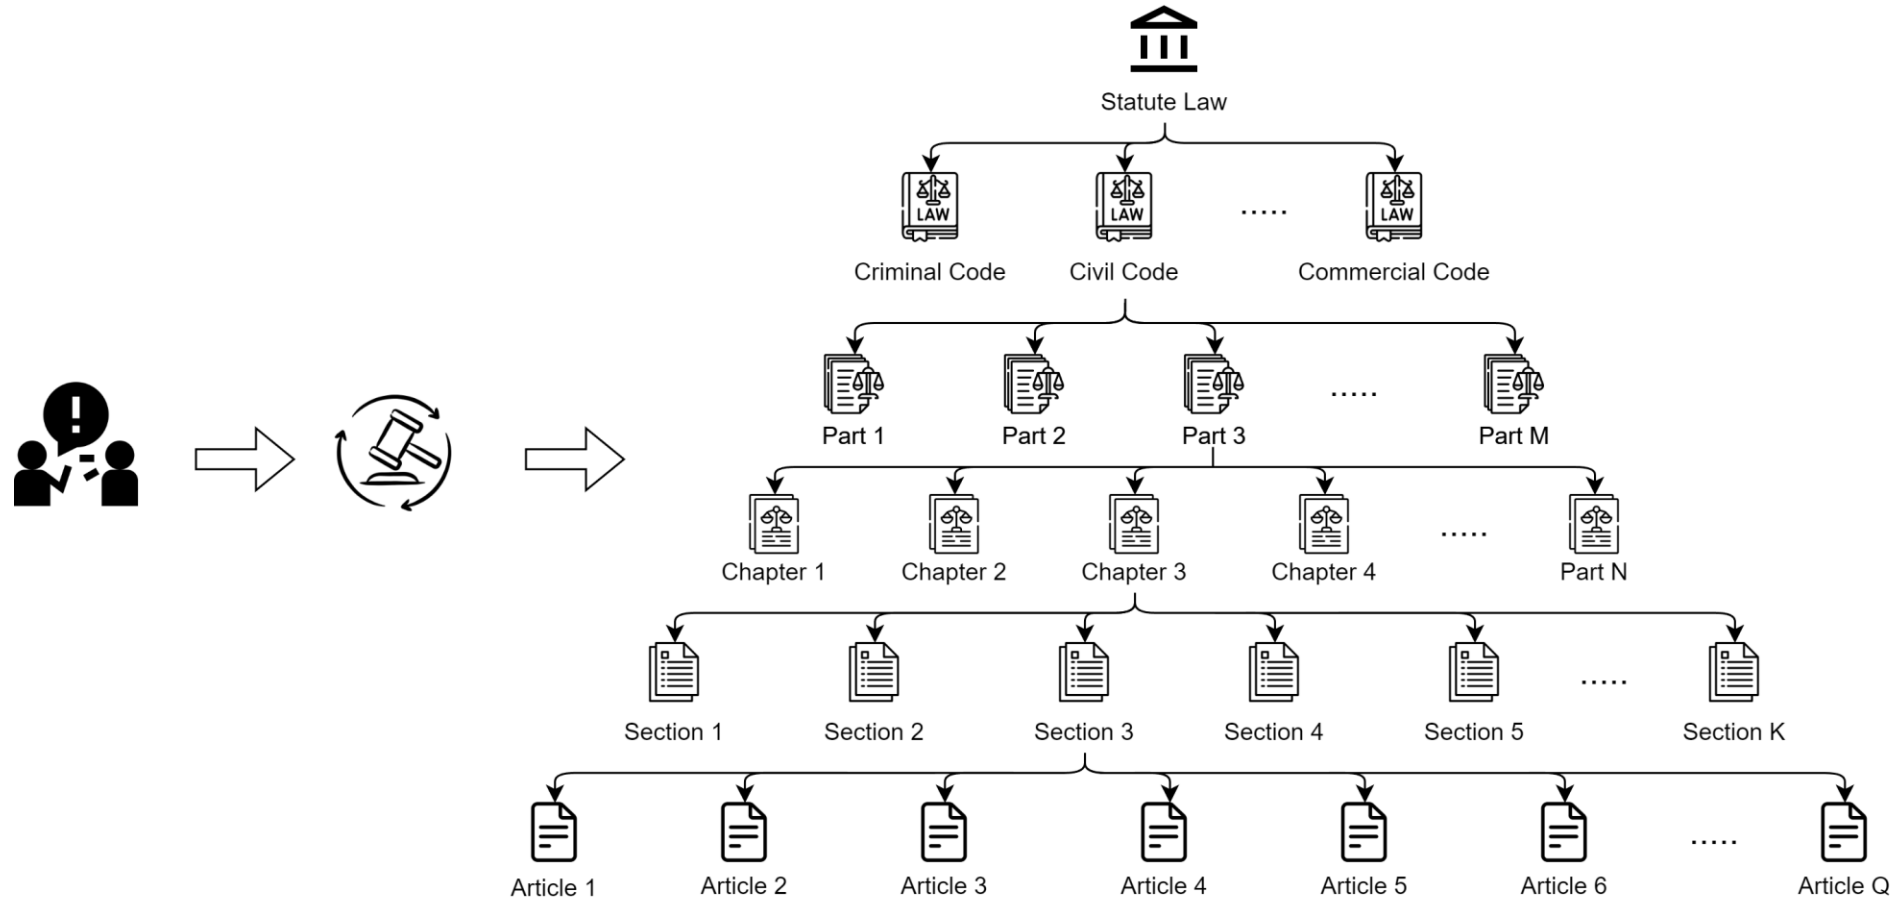 Statute Law
LAW LAW ..... LAW
Criminal Code Civil Code Commercial Code
.....
Part 1 Part 2 Part 3 Part M
.....
Chapter 1 Chapter 2 Chapter 3 Chapter 4 Part N
.....
Section 1 Section 2 Section 3 Section 4 Section 5 Section K
.....
Article 1 Article 2 Article 3 Article 4 Article 5 Article 6 Article Q